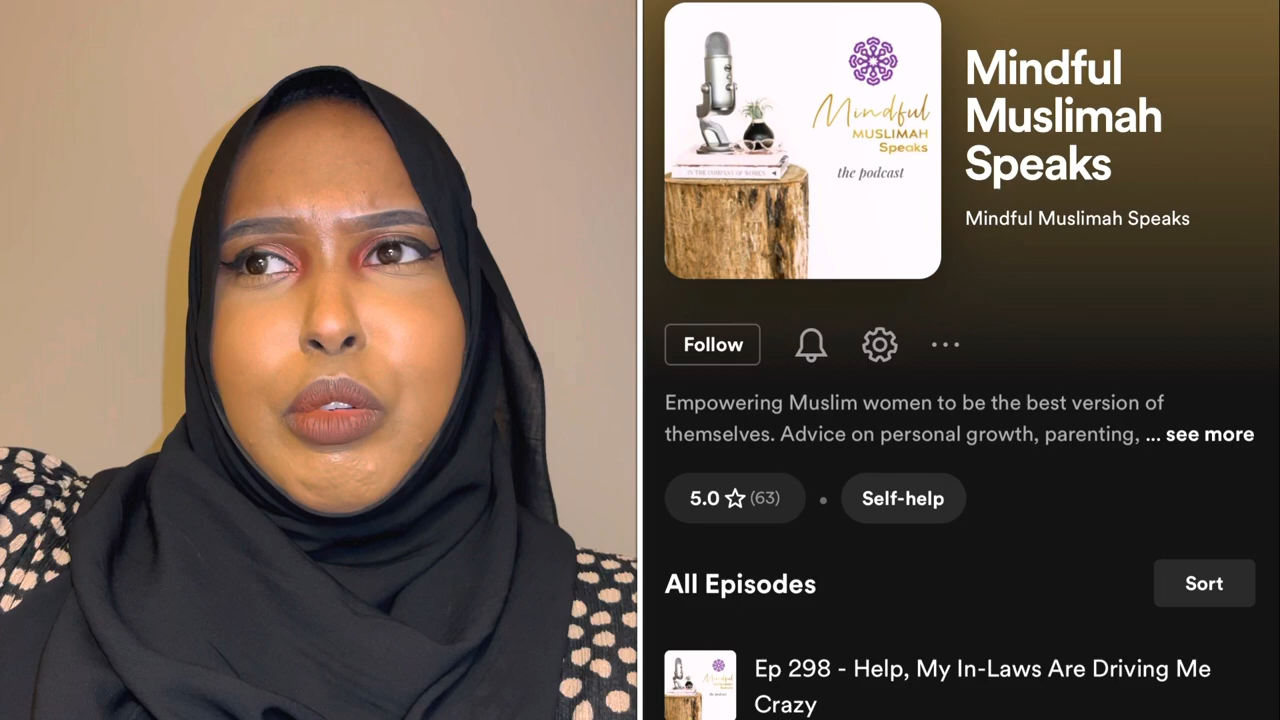 Mindful
MUSLIMAH
Speaks
the podcast
IN THE COMPANY OF WOMEN
Mindful
Muslimah
Speaks
Mindful Muslimah Speaks
Follow
Empowering Muslim women to be the best version of
themselves. Advice on personal growth, parenting, ... see more
5.0 (63)
Self-help
All Episodes
Sort
Ep 298 - Help, My In-Laws Are Driving Me
Crazy